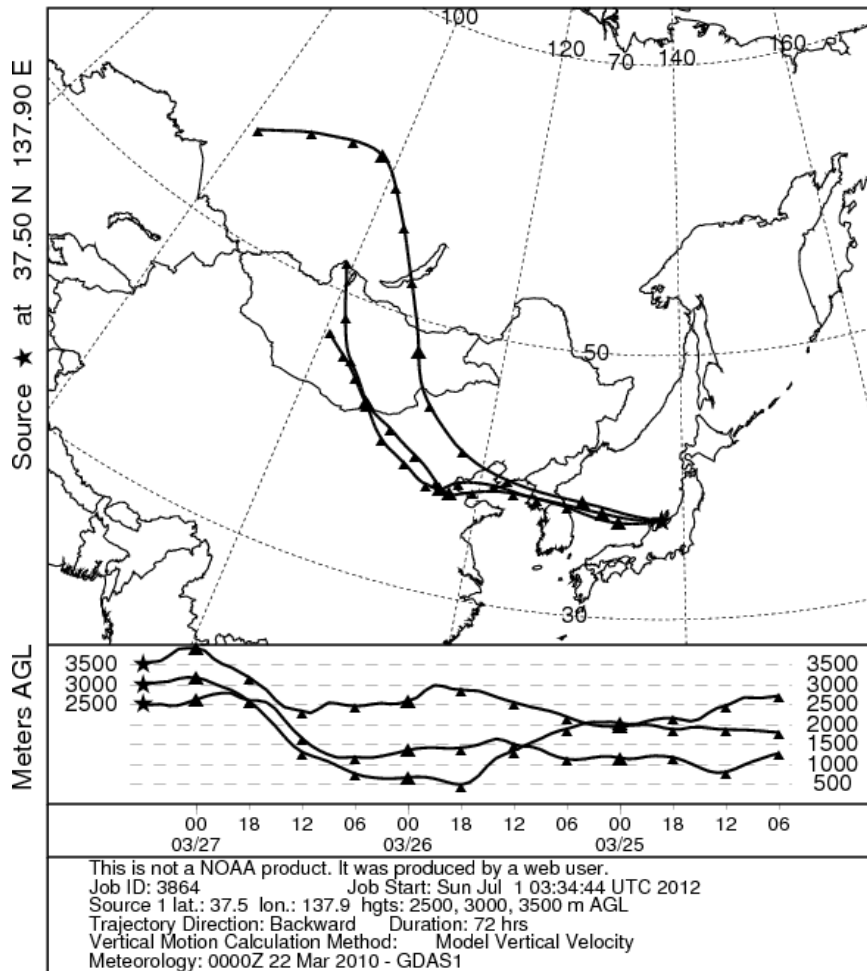 Source ★ at 37.50 N 137.90 E
100
120
70
140
160
50
30
Meters AGL
3500 3500
3000 3000
2500 2500
2000
1500
1000
500
00 18 12 06 00 18 12 06 00 18 12 06
03/27 03/26 03/25
This is not a NOAA product. It was produced by a web user.
Job ID: 3864 Job Start: Sun Jul 1 03:34:44 UTC 2012
Source 1 lat.: 37.5 lon.: 137.9 hgts: 2500, 3000, 3500 m AGL
Trajectory Direction: Backward Duration: 72 hrs
Vertical Motion Calculation Method: Model Vertical Velocity
Meteorology: 0000Z 22 Mar 2010 - GDAS1